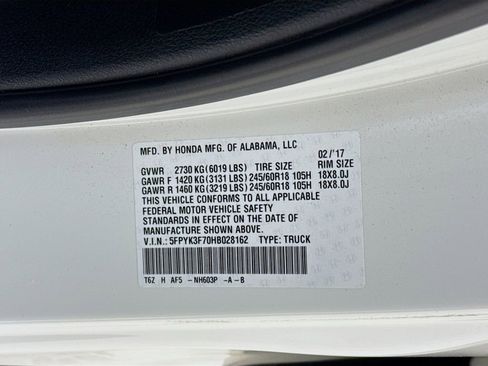 MFD. BY HONDA MFG. OF ALABAMA, LLC
02 /'17
GVWR 2730 KG (6019 LBS) TIRE SIZE RIM SIZE
GAWR F 1420 KG (3131 LBS) 245/60R18 105H 18X8.0J
GAWR R 1460 KG (3219 LBS) 245/60R18 105H 18X8.0J
THIS VEHICLE CONFORMS TO ALL APPLICABLE
FEDERAL MOTOR VEHICLE SAFETY
STANDARDS IN EFFECT ON THE DATE OF
MANUFACTURE SHOWN ABOVE.
V.I.N.: 5FPYK3F70HB028162 TYPE: TRUCK
T6Z H AF5 -NH603P -A-B